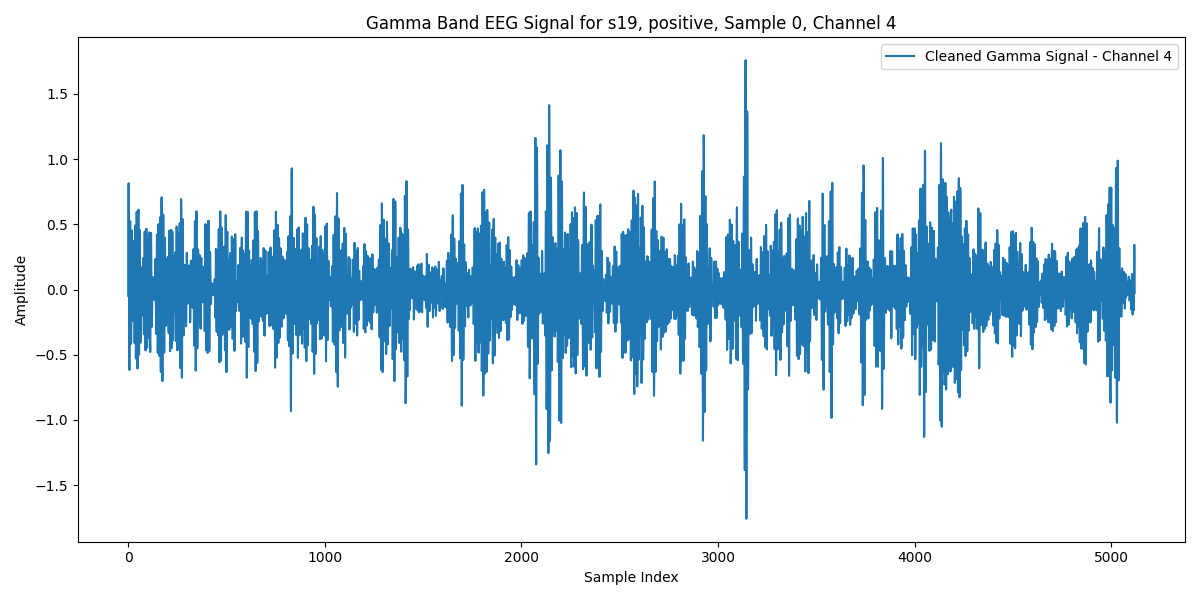 Gamma Band EEG Signal for s19, positive, Sample 0, Channel 4
Cleaned Gamma Signal - Channel 4
Amplitude
1.5
1.0
0.5
0.0
−0.5
−1.0
−1.5
0 1000 2000 3000 4000 5000
Sample Index